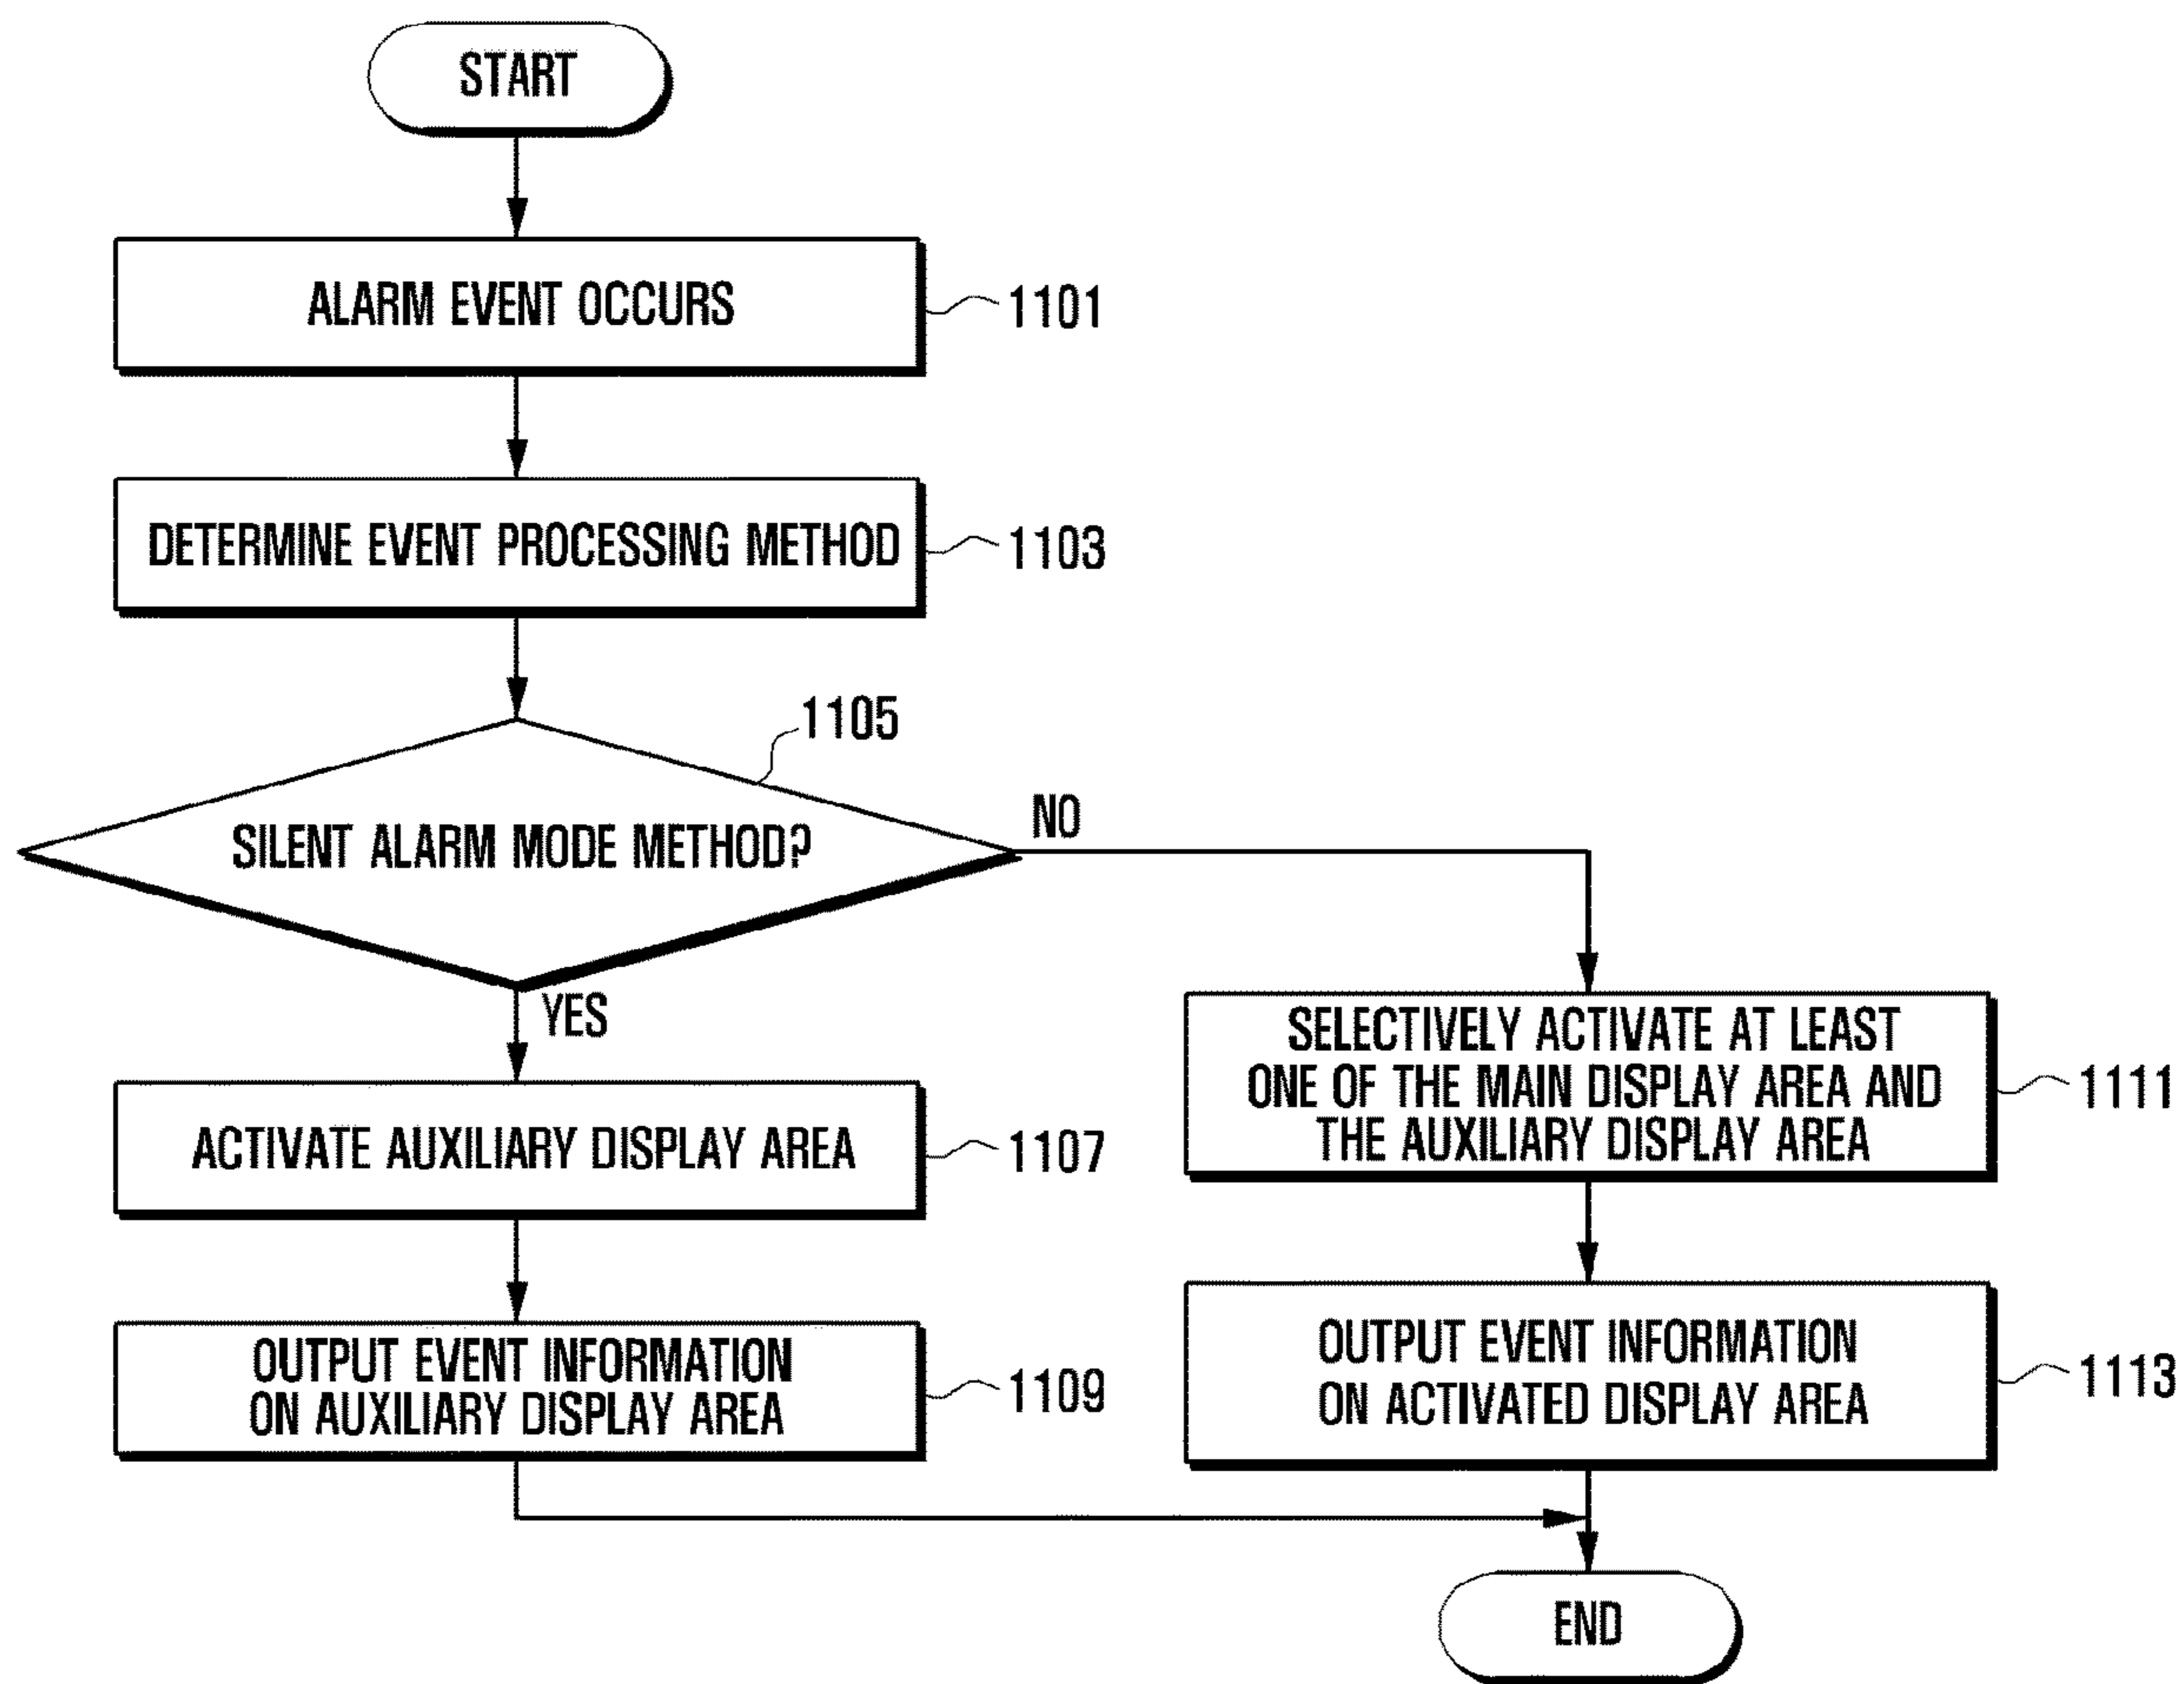 START
ALARM EVENT OCCURS
1101
DETERMINE EVENT PROCESSING METHOD
1103
1105
SILENT ALARM MODE METHOD?
NO
YES
ACTIVATE AUXILIARY DISPLAY AREA
1107
OUTPUT EVENT INFORMATION
ON AUXILIARY DISPLAY AREA
1109
SELECTIVELY ACTIVATE AT LEAST
ONE OF THE MAIN DISPLAY AREA AND
THE AUXILIARY DISPLAY AREA
1111
OUTPUT EVENT INFORMATION
ON ACTIVATED DISPLAY AREA
1113
END